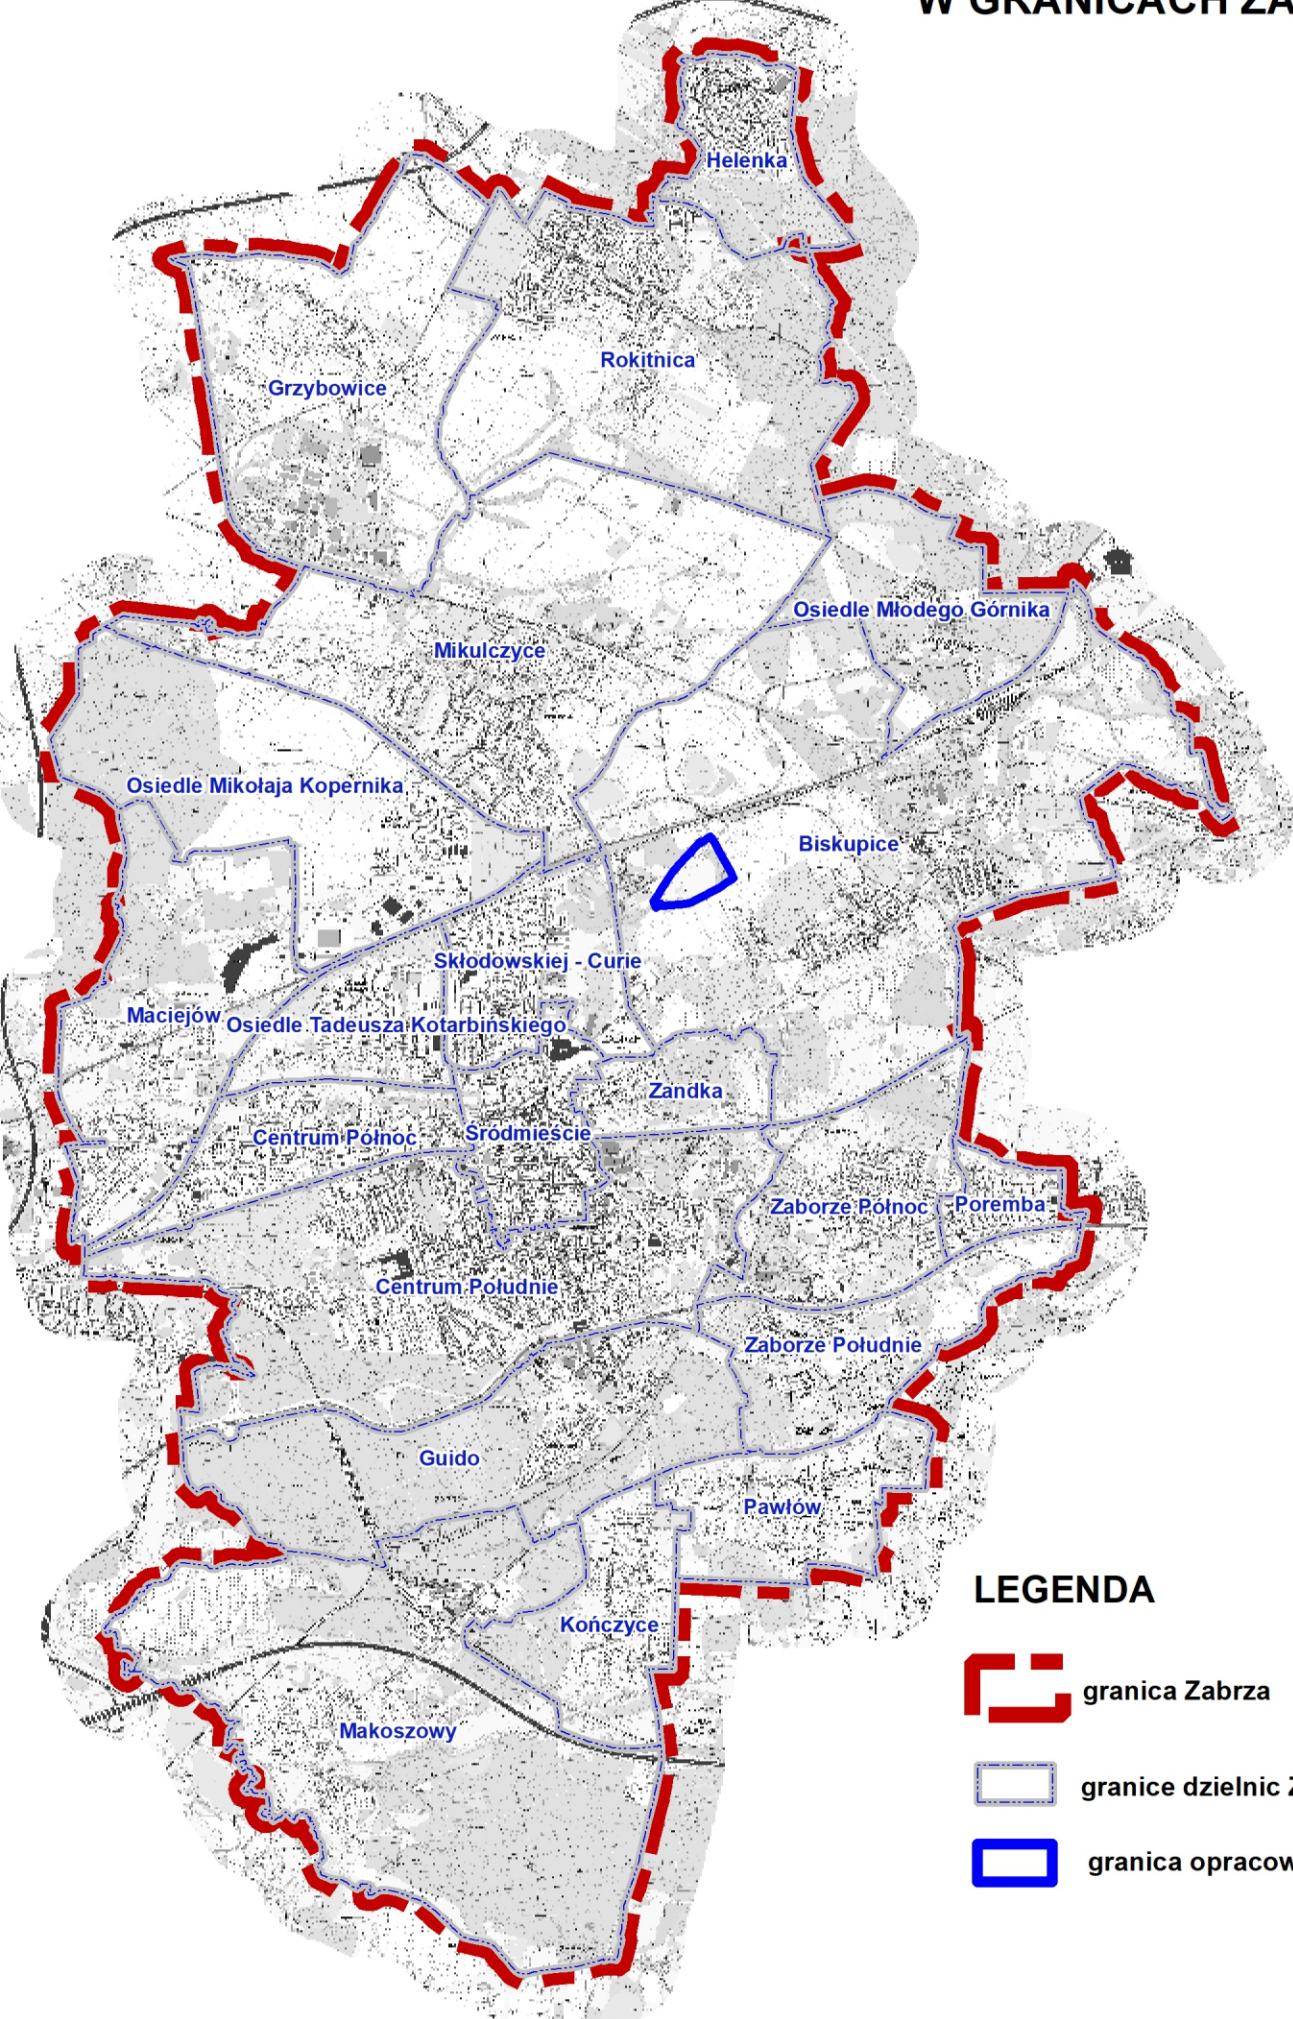 W GRANICACH ZA
Helenka
Rokitnica
Grzybowice
Osiedle Młodego Górnika
Mikulczyce
Osiedle Mikołaja Kopernika
Biskupice
Skłodowskiej - Curie
Maciejów
Osiedle Tadeusza Kotarbińskiego
Zandka
Centrum Północ
Śródmieście
Zaborze Północ
Poremba
Centrum Południe
Zaborze Południe
Guido
Pawłów
LEGENDA
Kończyce
granica Zabrza
Makoszowy
granice dzielnic Z
granica opracow